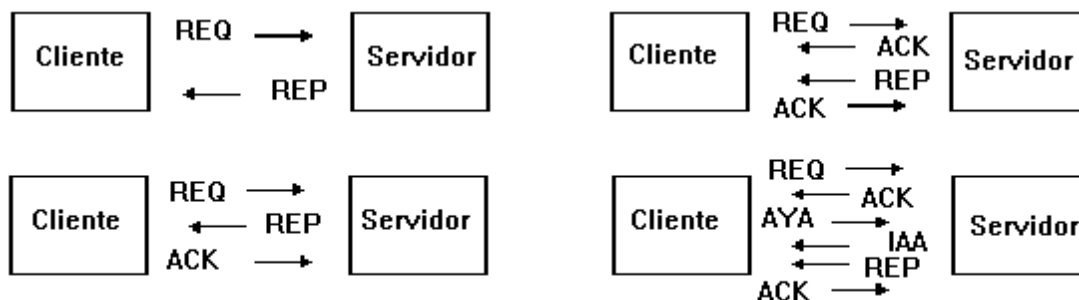 Cliente
REQ
REP
Servidor
Cliente
REQ
ACK
REP
ACK
Servidor
Cliente
REQ
REP
ACK
Servidor
Cliente
REQ
ACK
AYA
IAA
REP
ACK
Servidor